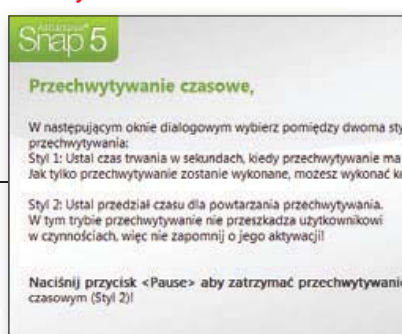 Ashampoo®
Snap 5
Przechwytywanie czasowe,
W następującym oknie dialogowym wybierz pomiędzy dwoma sty
przechwytywania:
Styl 1: Ustal czas trwania w sekundach, kiedy przechwytywanie ma
Jak tylko przechwytywanie zostanie wykonane, możesz wykonać k
Styl 2: Ustal przedział czasu dla powtarzania przechwytywania.
W tym trybie przechwytywanie nie przeszkadza użytkownikowi
w czynnościach, więc nie zapomnij o jego aktywacji!
Naciśnij przycisk <Pause> aby zatrzymać przechwytywanie
czasowym (Styl 2)!